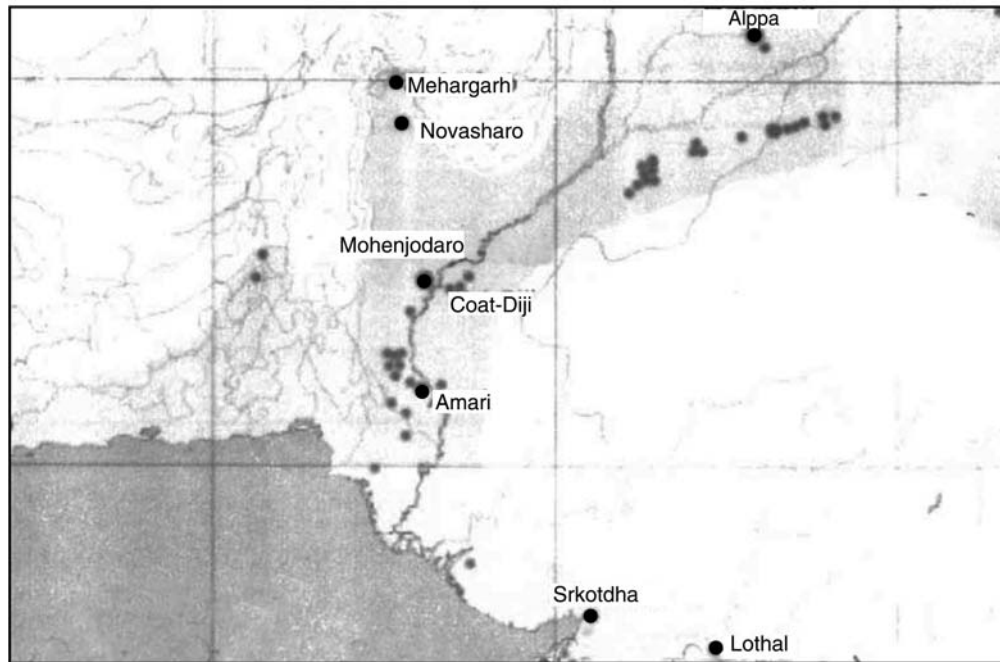 Alppa
Mehargarh
Novasharo
Mohenjodaro
Coat-Diji
Amari
Srkotdha
Lothal